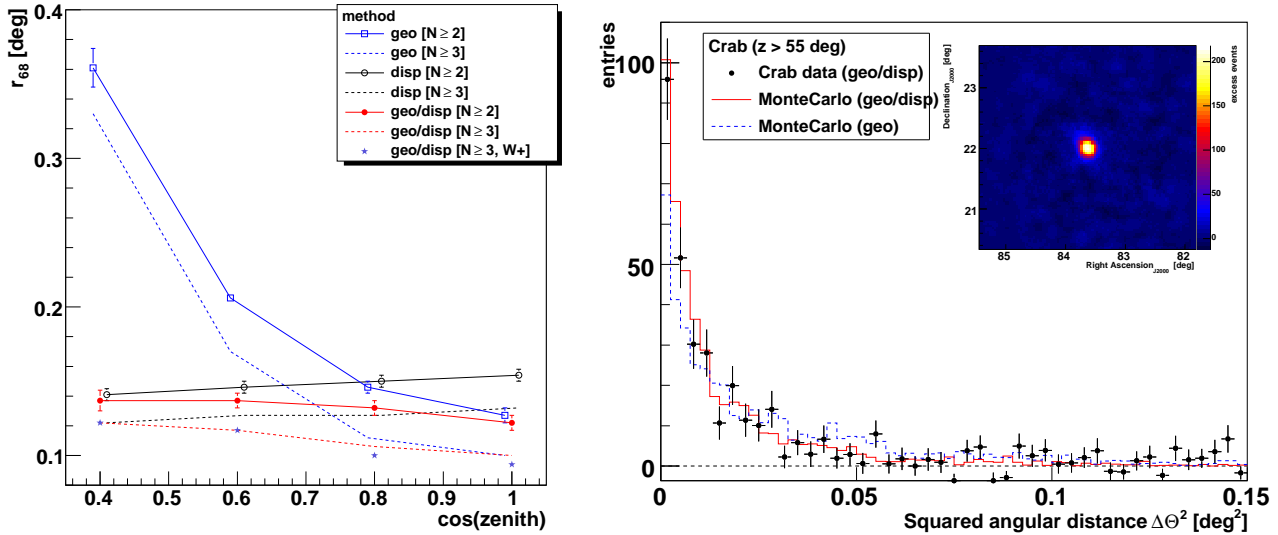 r68 [deg]
0.4
0.3
0.2
0.1
method
geo [N ≥ 2]
geo [N ≥ 3]
disp [N ≥ 2]
disp [N ≥ 3]
geo/disp [N ≥ 2]
geo/disp [N ≥ 3]
geo/disp [N ≥ 3, W+]
0.4 0.5 0.6 0.7 0.8 0.9 1
cos(zenith)
entries
100
50
0
Crab (z > 55 deg)
Crab data (geo/disp)
MonteCarlo (geo/disp)
MonteCarlo (geo)
Declination J2000 [deg]
23
22
21
85 84 83 82
Right Ascension J2000 [deg]
200
150
100
50
0
excess events
0 0.05 0.1 0.15
Squared angular distance ΔΘ² [deg²]